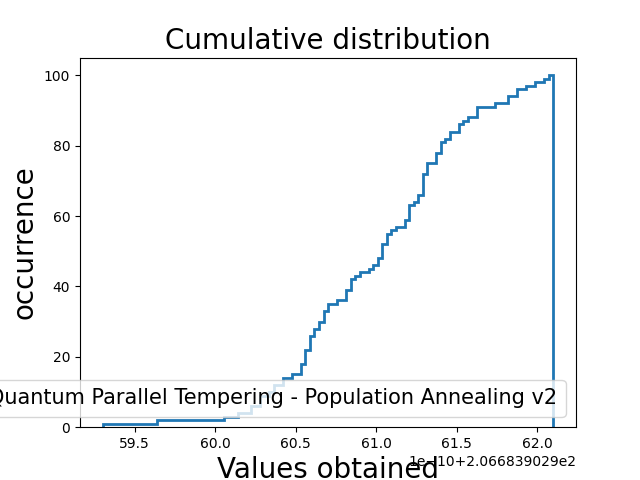 Cumulative distribution
100
80
60
40
20
0
occurrence
Quantum Parallel Tempering - Population Annealing v2
59.5 60.0 60.5 61.0 61.5 62.0
Values obtained
1e−10+2.066839029e2